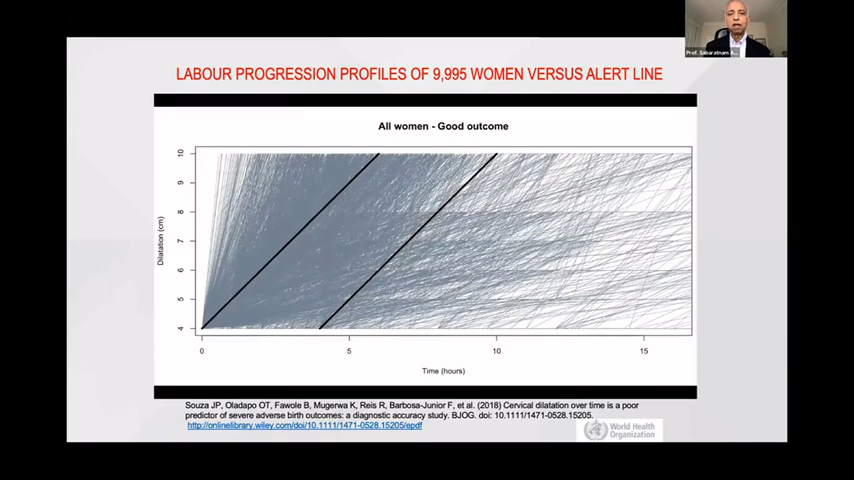 Prof. Sabaratnam A...
LABOUR PROGRESSION PROFILES OF 9,995 WOMEN VERSUS ALERT LINE
All women - Good outcome
Dilatation (cm)
10
9
8
7
6
5
4
0
5
10
15
Time (hours)
Souza JP, Oladapo OT, Fawole B, Mugerwa K, Reis R, Barbosa-Junior F, et al. (2018) Cervical dilatation over time is a poor
predictor of severe adverse birth outcomes: a diagnostic accuracy study. BJOG. doi: 10.1111/1471-0528.15205.
http://onlinelibrary.wiley.com/doi/10.1111/1471-0528.15205/epdf
World Health
Organization